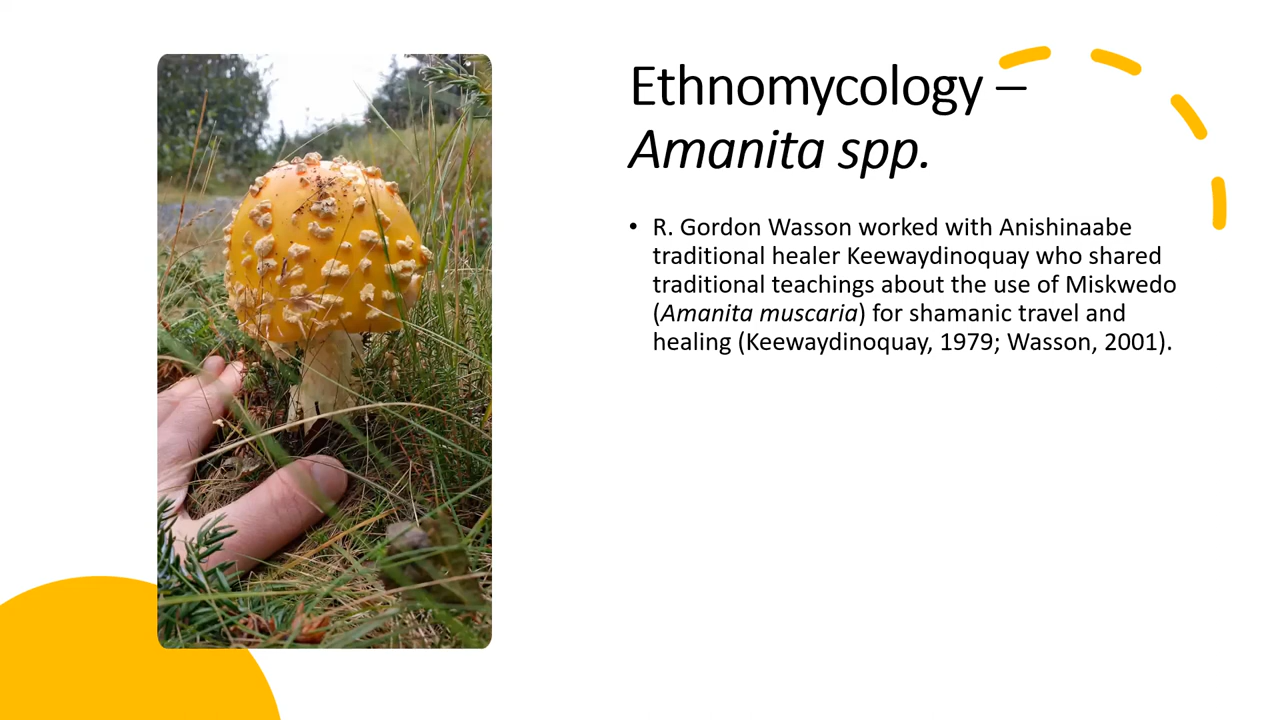 Ethnomycology –
Amanita spp.
• R. Gordon Wasson worked with Anishinaabe
traditional healer Keewaydinoquay who shared
traditional teachings about the use of Miskwedo
(Amanita muscaria) for shamanic travel and
healing (Keewaydinoquay, 1979; Wasson, 2001).